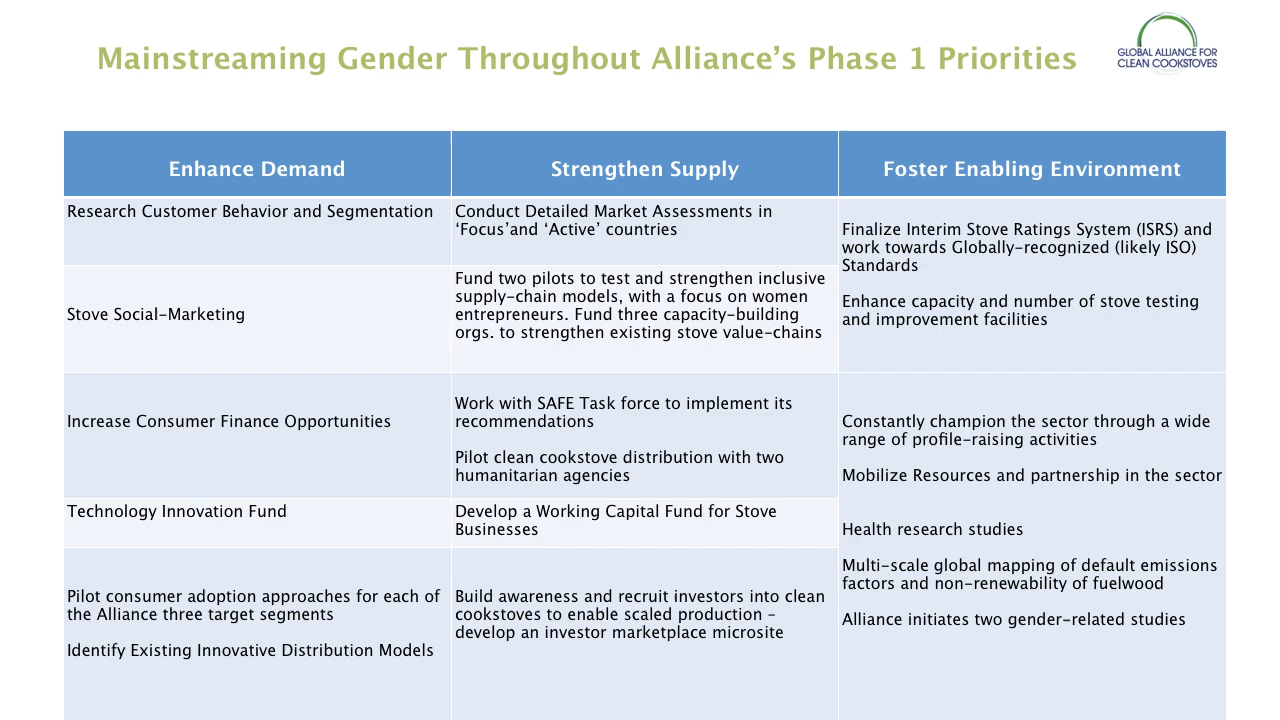 Mainstreaming Gender Throughout Alliance’s Phase 1 Priorities
GLOBAL ALLIANCE FOR
CLEAN COOKSTOVES
Enhance Demand
Strengthen Supply
Foster Enabling Environment
Research Customer Behavior and Segmentation
Conduct Detailed Market Assessments in
‘Focus’and ‘Active’ countries
Finalize Interim Stove Ratings System (ISRS) and
work towards Globally-recognized (likely ISO)
Standards
Enhance capacity and number of stove testing
and improvement facilities
Stove Social-Marketing
Fund two pilots to test and strengthen inclusive
supply-chain models, with a focus on women
entrepreneurs. Fund three capacity-building
orgs. to strengthen existing stove value-chains
Increase Consumer Finance Opportunities
Work with SAFE Task force to implement its
recommendations
Pilot clean cookstove distribution with two
humanitarian agencies
Constantly champion the sector through a wide
range of profile-raising activities
Mobilize Resources and partnership in the sector
Health research studies
Multi-scale global mapping of default emissions
factors and non-renewability of fuelwood
Alliance initiates two gender-related studies
Technology Innovation Fund
Develop a Working Capital Fund for Stove
Businesses
Pilot consumer adoption approaches for each of
the Alliance three target segments
Identify Existing Innovative Distribution Models
Build awareness and recruit investors into clean
cookstoves to enable scaled production –
develop an investor marketplace microsite